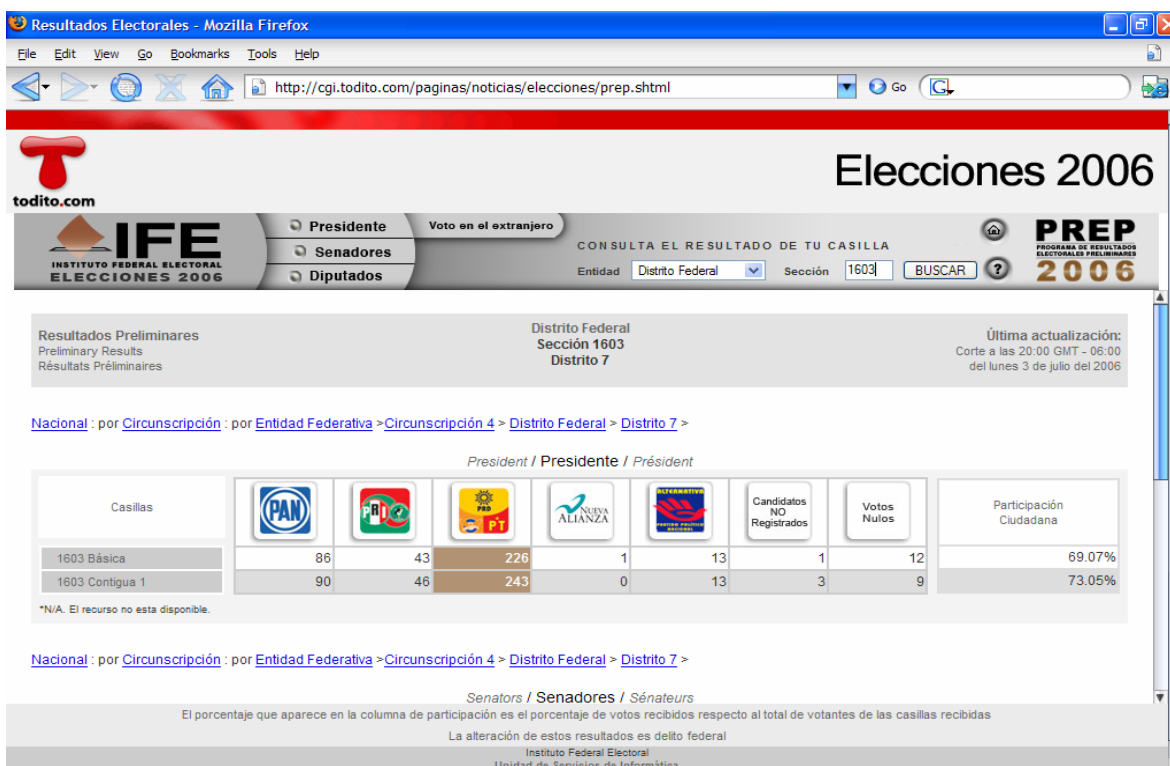 Resultados Electorales - Mozilla Firefox
File Edit View Go Bookmarks Tools Help
http://cgi.todito.com/paginas/noticias/elecciones/prep.shtml Go G
todito.com
Elecciones 2006
IFE
INSTITUTO FEDERAL ELECTORAL
ELECCIONES 2006
Presidente
Senadores
Diputados
Voto en el extranjero
CONSULTA EL RESULTADO DE TU CASILLA
Entidad Distrito Federal Sección 1603 BUSCAR ?
PREP
PROGRAMA DE RESULTADOS
ELECTORALES PRELIMINARES
2006
Resultados Preliminares
Preliminary Results
Résultats Préliminaires
Distrito Federal
Sección 1603
Distrito 7
Última actualización:
Corte a las 20:00 GMT - 06:00
del lunes 3 de julio del 2006
Nacional : por Circunscripción : por Entidad Federativa >Circunscripción 4 > Distrito Federal > Distrito 7 >
President / Presidente / Président
Casillas
PAN
PRD
PT
NUEVA
ALIANZA
ALTERNATIVA
PARTIDO POLÍTICO
NACIONAL
Candidatos
NO
Registrados
Votos
Nulos
Participación
Ciudadana
1603 Básica 86 43 226 1 13 1 12 69.07%
1603 Contigua 1 90 46 243 0 13 3 9 73.05%
*N/A. El recurso no esta disponible.
Nacional : por Circunscripción : por Entidad Federativa >Circunscripción 4 > Distrito Federal > Distrito 7 >
Senators / Senadores / Sénateurs
El porcentaje que aparece en la columna de participación es el porcentaje de votos recibidos respecto al total de votantes de las casillas recibidas
La alteración de estos resultados es delito federal
Instituto Federal Electoral
Unidad de Servicios de Informática